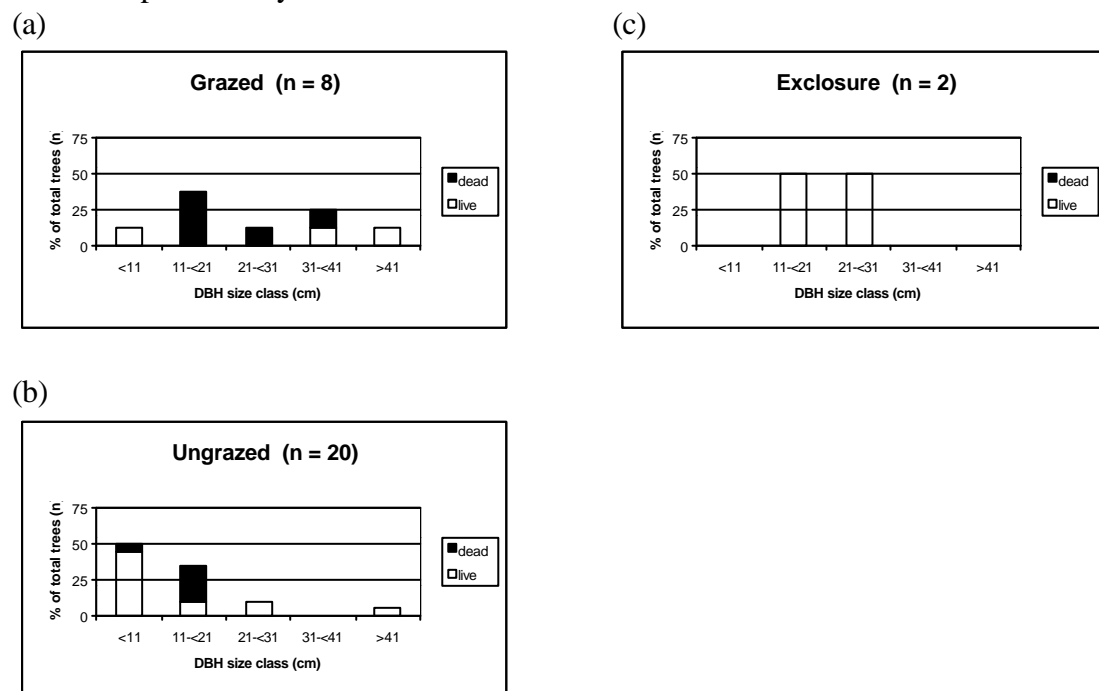 (a)
Grazed (n = 8)
% of total trees (n
75
50
25
0
<11 11-<21 21-<31 31-<41 >41
DBH size class (cm)
dead
live
(c)
Exclosure (n = 2)
% of total trees (n
75
50
25
0
<11 11-<21 21-<31 31-<41 >41
DBH size class (cm)
dead
live
(b)
Ungrazed (n = 20)
% of total trees (n
75
50
25
0
<11 11-<21 21-<31 31-<41 >41
DBH size class (cm)
dead
live